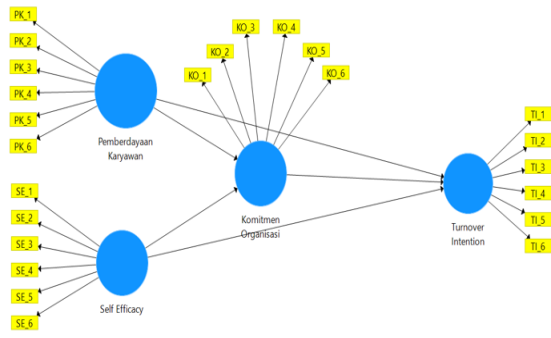 PK_1
PK_2
PK_3
PK_4
PK_5
PK_6
Pemberdayaan
Karyawan
KO_1
KO_2
KO_3
KO_4
KO_5
KO_6
Komitmen
Organisasi
SE_1
SE_2
SE_3
SE_4
SE_5
SE_6
Self Efficacy
TI_1
TI_2
TI_3
TI_4
TI_5
TI_6
Turnover
Intention